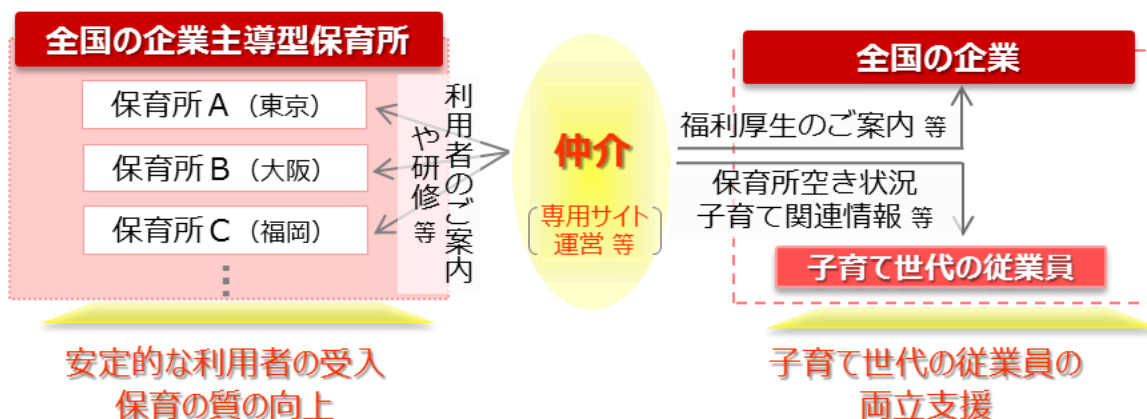 全国の企業主導型保育所
保育所A（東京）
保育所B（大阪）
保育所C（福岡）
⋮
利用者のご案内
や研修 等
安定的な利用者の受入
保育の質の向上
仲介
専用サイト
運営 等
全国の企業
福利厚生のご案内 等
保育所空き状況
子育て関連情報 等
子育て世代の従業員
子育て世代の従業員の
両立支援